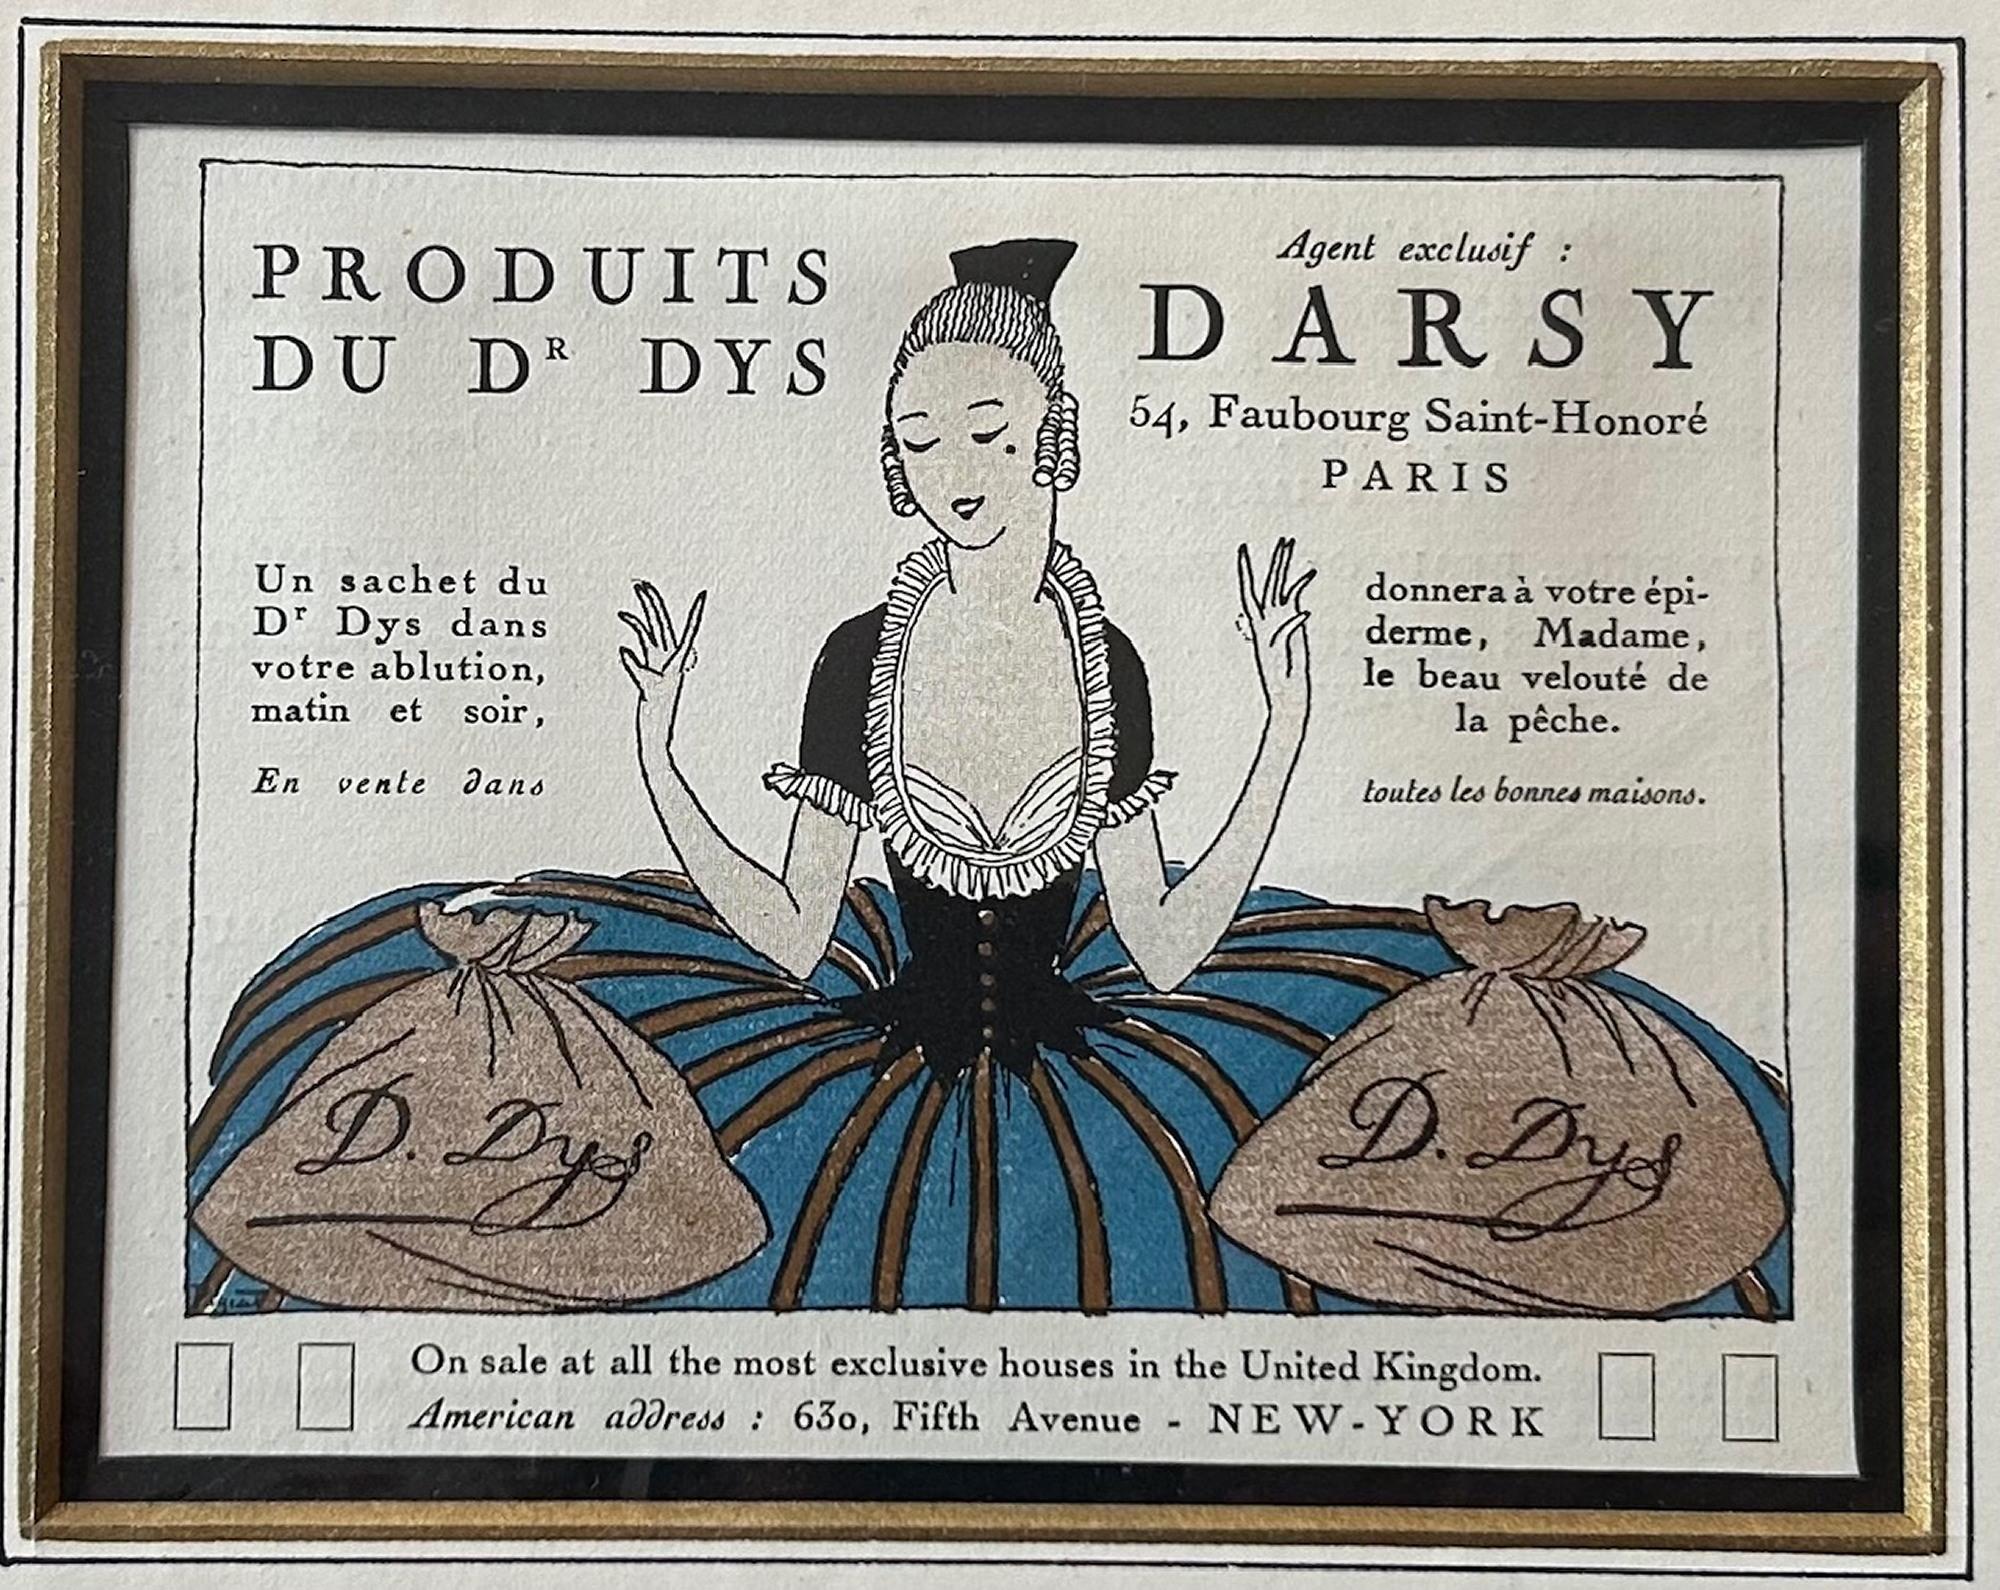 PRODUITS
DU DR DYS
Agent exclusif :
DARSY
54, Faubourg Saint-Honoré
PARIS
Un sachet du
Dr Dys dans
votre ablution,
matin et soir,
En vente dans
donnera à votre épi-
derme, Madame,
le beau velouté de
la pêche.
toutes les bonnes maisons.
D. Dys
D. Dys
On sale at all the most exclusive houses in the United Kingdom.
American address : 630, Fifth Avenue - NEW-YORK